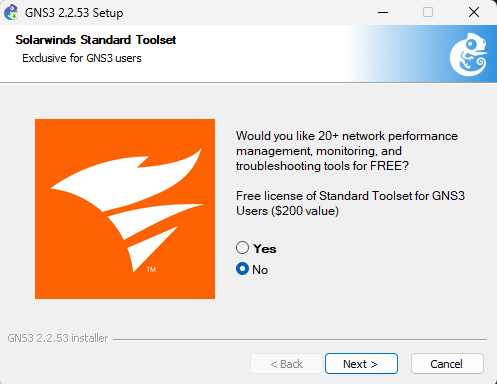 GNS3 2.2.53 Setup
Solarwinds Standard Toolset
Exclusive for GNS3 users
Would you like 20+ network performance
management, monitoring, and
troubleshooting tools for FREE?
Free license of Standard Toolset for GNS3
Users ($200 value)
Yes
No
TM
GNS3 2.2.53 installer
< Back
Next >
Cancel